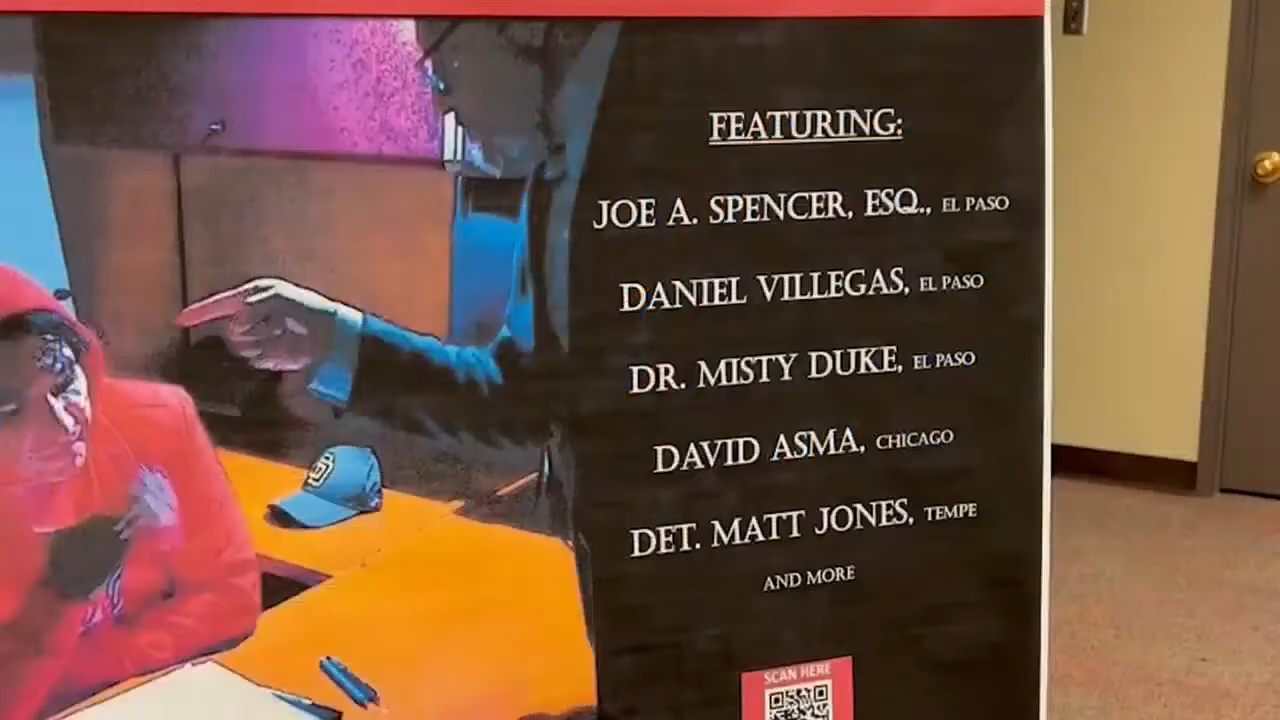 FEATURING:
JOE A. SPENCER, ESQ., EL PASO
DANIEL VILLEGAS, EL PASO
DR. MISTY DUKE, EL PASO
DAVID ASMA, CHICAGO
DET. MATT JONES, TEMPE
AND MORE
SCAN HERE